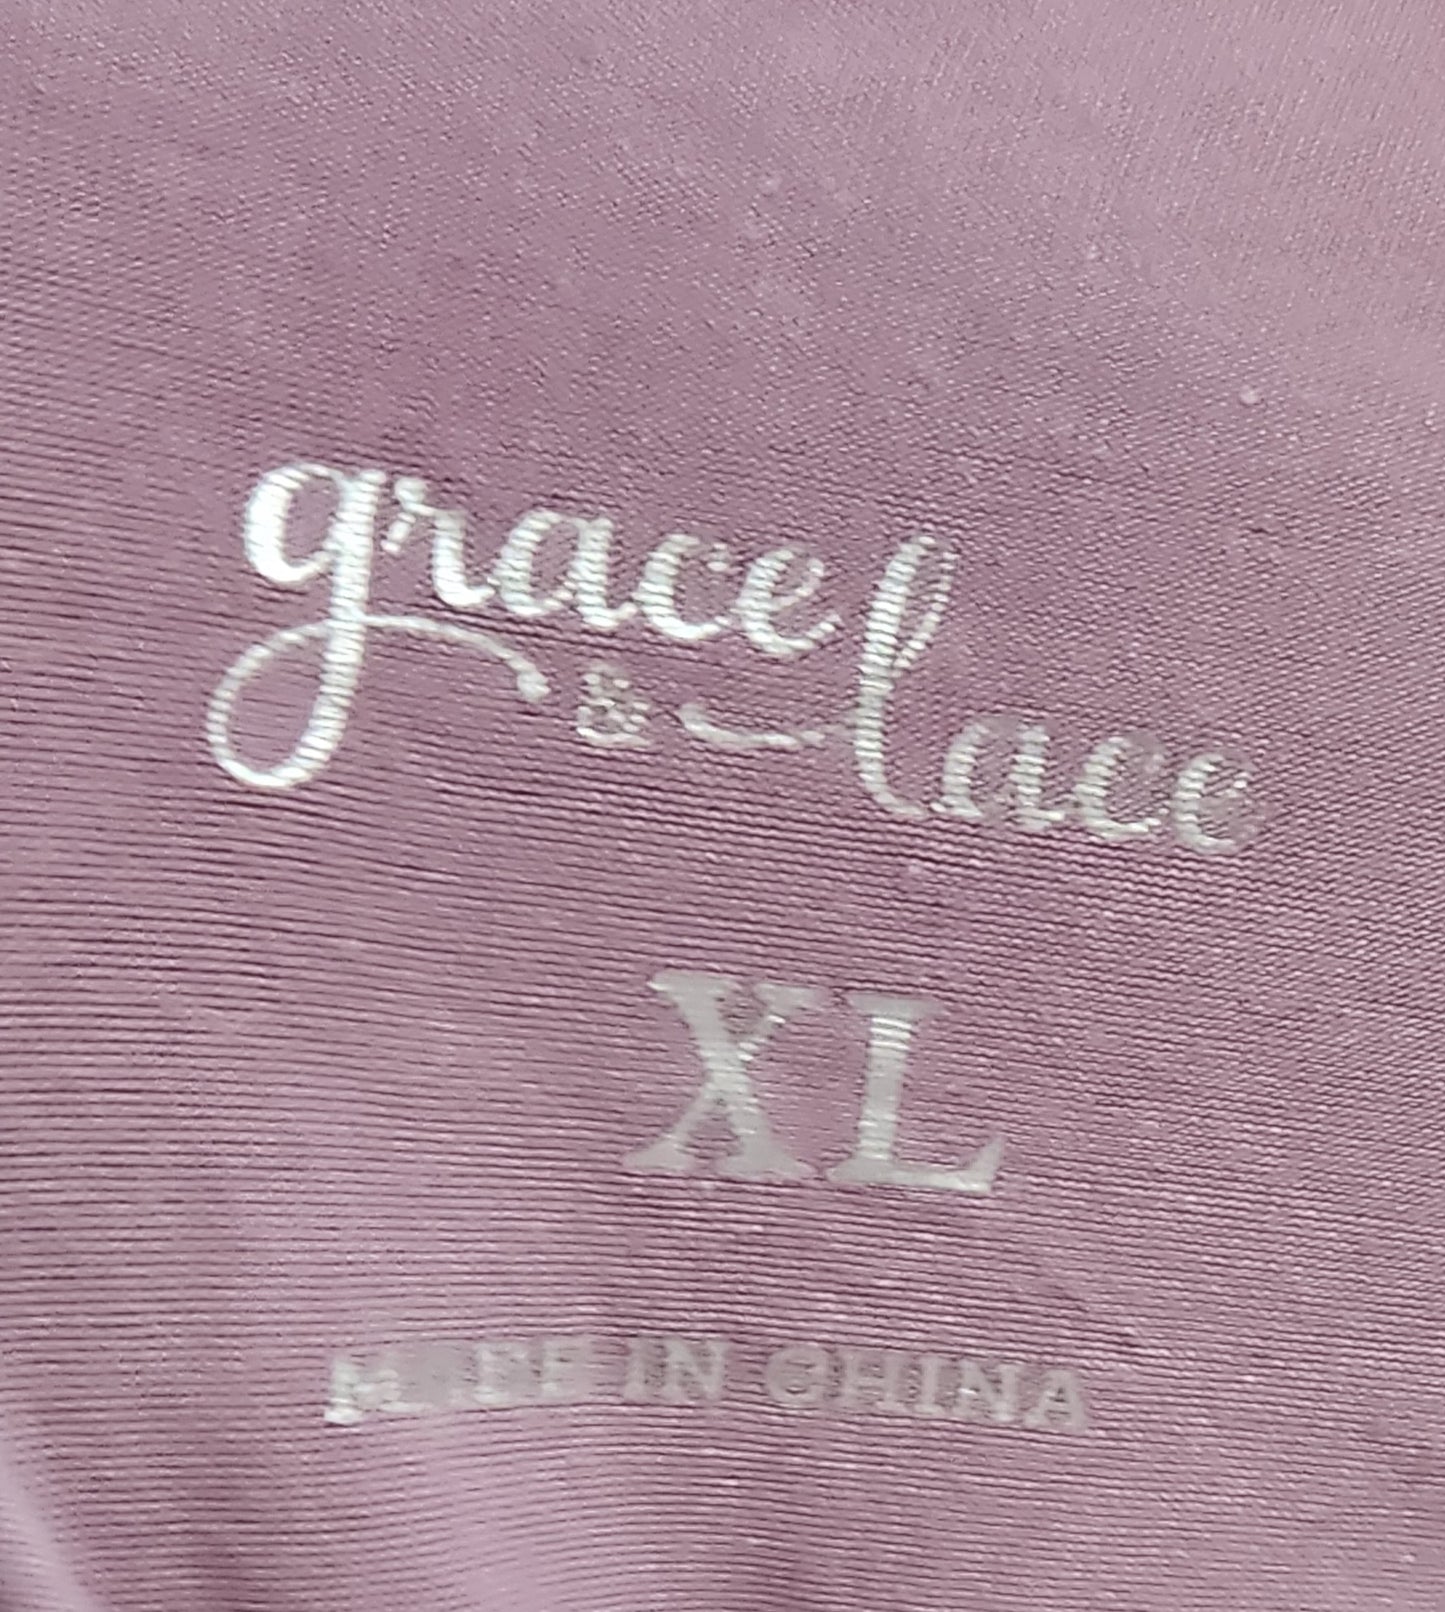 grace
& lace
XL
MADE IN CHINA